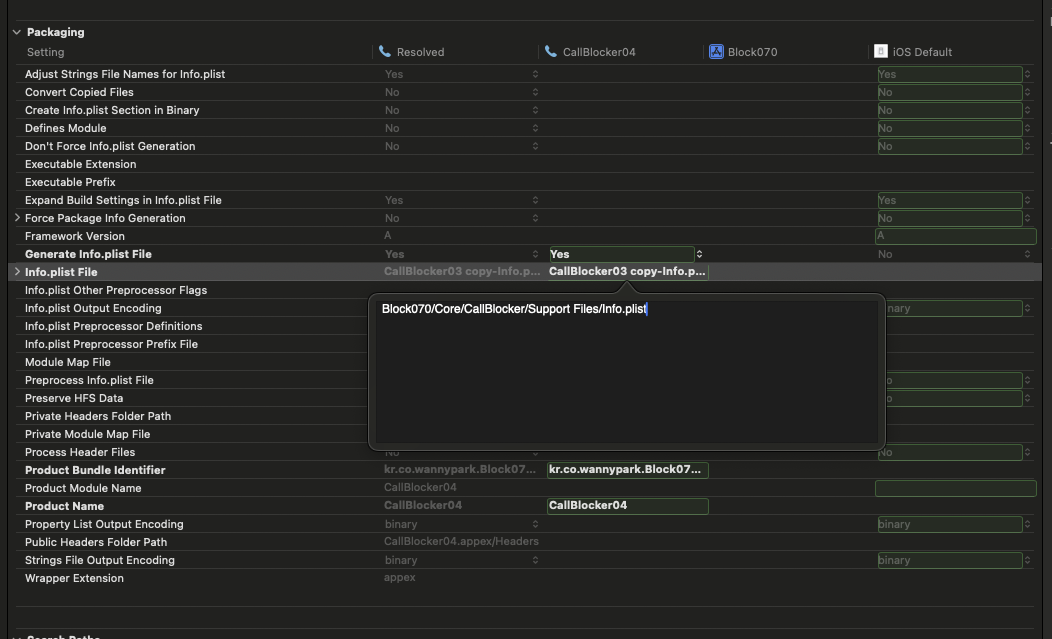 Packaging
Setting Resolved CallBlocker04 Block070 iOS Default
Adjust Strings File Names for Info.plist Yes Yes
Convert Copied Files No No
Create Info.plist Section in Binary No No
Defines Module No No
Don't Force Info.plist Generation No No
Executable Extension
Executable Prefix
Expand Build Settings in Info.plist File Yes Yes
Force Package Info Generation No No
Framework Version A A
Generate Info.plist File Yes Yes No
Info.plist File CallBlocker03 copy-Info.p... CallBlocker03 copy-Info.p...
Info.plist Other Preprocessor Flags
Block070/Core/CallBlocker/Support Files/Info.plist
Info.plist Output Encoding
Info.plist Preprocessor Definitions
Info.plist Preprocessor Prefix File
Module Map File
Preprocess Info.plist File
Preserve HFS Data
Private Headers Folder Path
Private Module Map File
Process Header Files No No
Product Bundle Identifier kr.co.wannypark.Block07... kr.co.wannypark.Block07...
Product Module Name CallBlocker04
Product Name CallBlocker04 CallBlocker04
Property List Output Encoding binary binary
Public Headers Folder Path CallBlocker04.appex/Headers
Strings File Output Encoding binary binary
Wrapper Extension appex